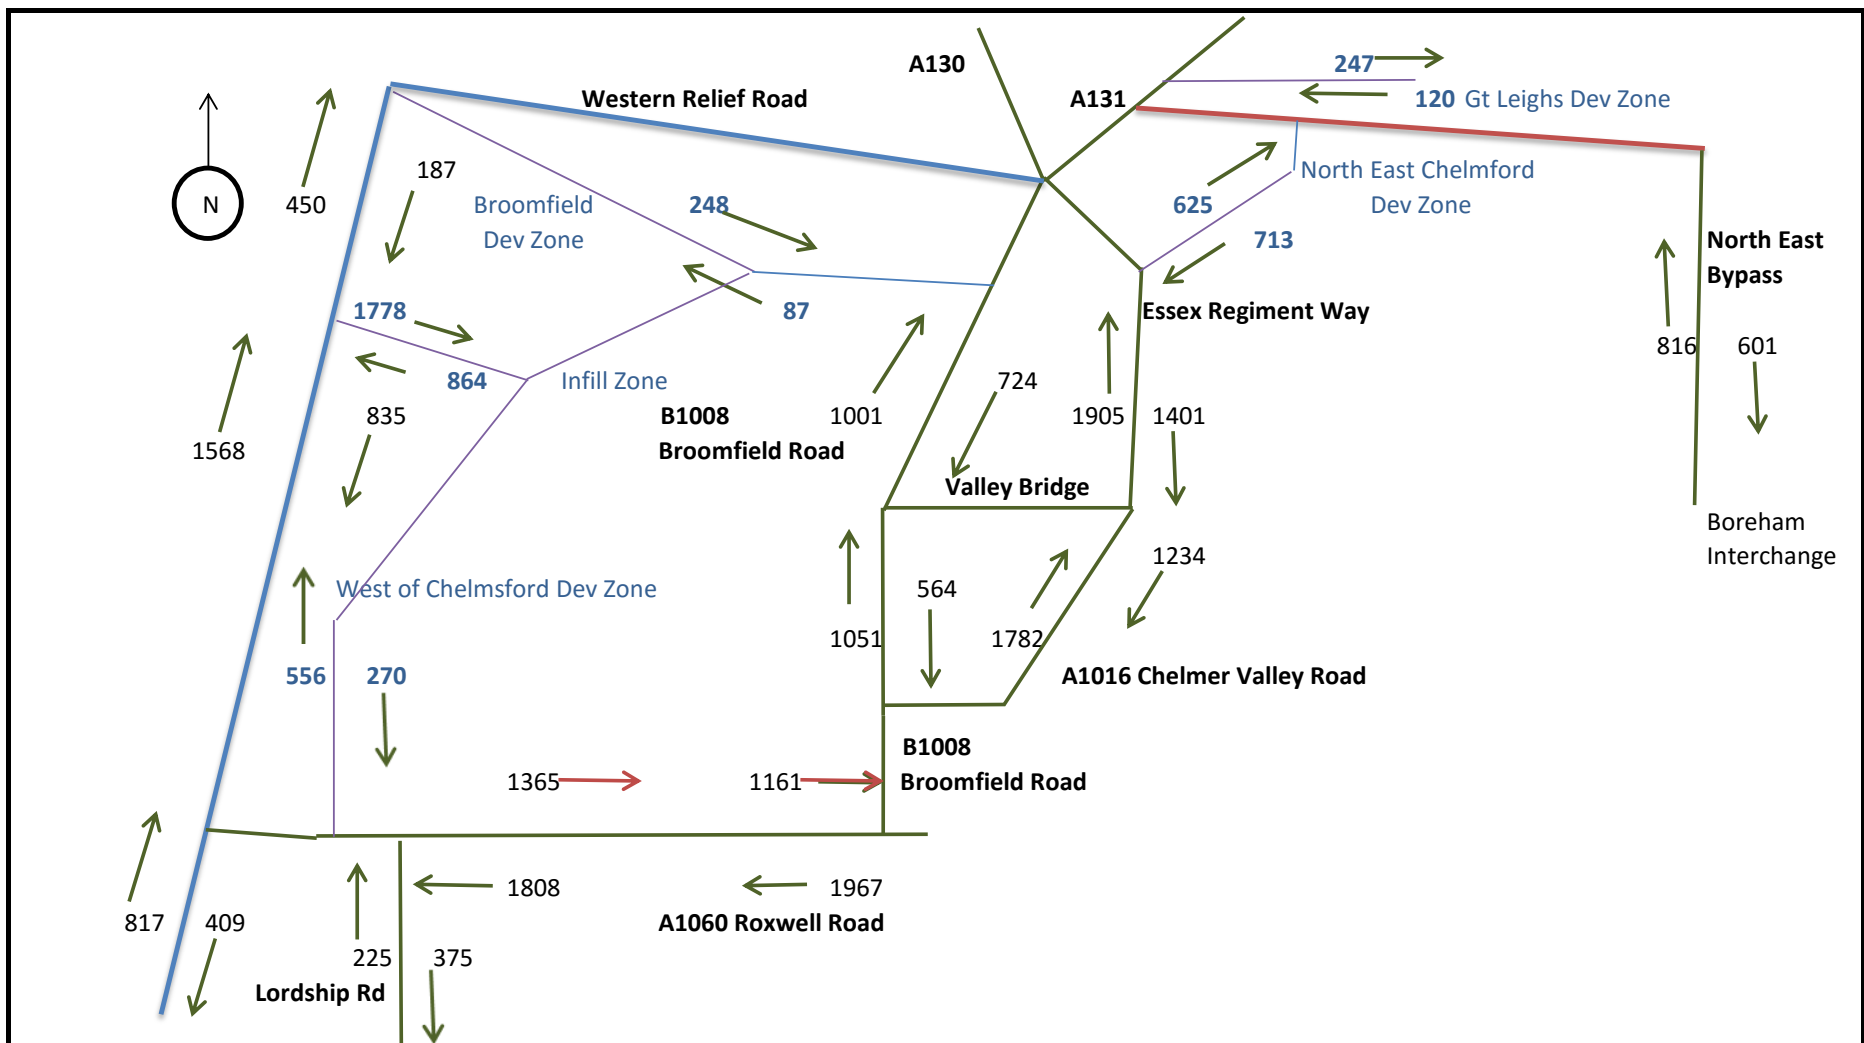 A130
247
Western Relief Road
A131
120 Gt Leighs Dev Zone
187
North East Chelmford
Dev Zone
N
450
Broomfield
Dev Zone
248
625
713
North East
Bypass
1778
87
Essex Regiment Way
816
601
864
Infill Zone
724
835
B1008
Broomfield Road
1001
1905
1401
1568
Valley Bridge
Boreham
Interchange
1234
West of Chelmsford Dev Zone
564
1051
1782
556
270
A1016 Chelmer Valley Road
B1008
Broomfield Road
1365
1161
1808
1967
817
409
A1060 Roxwell Road
225
375
Lordship Rd